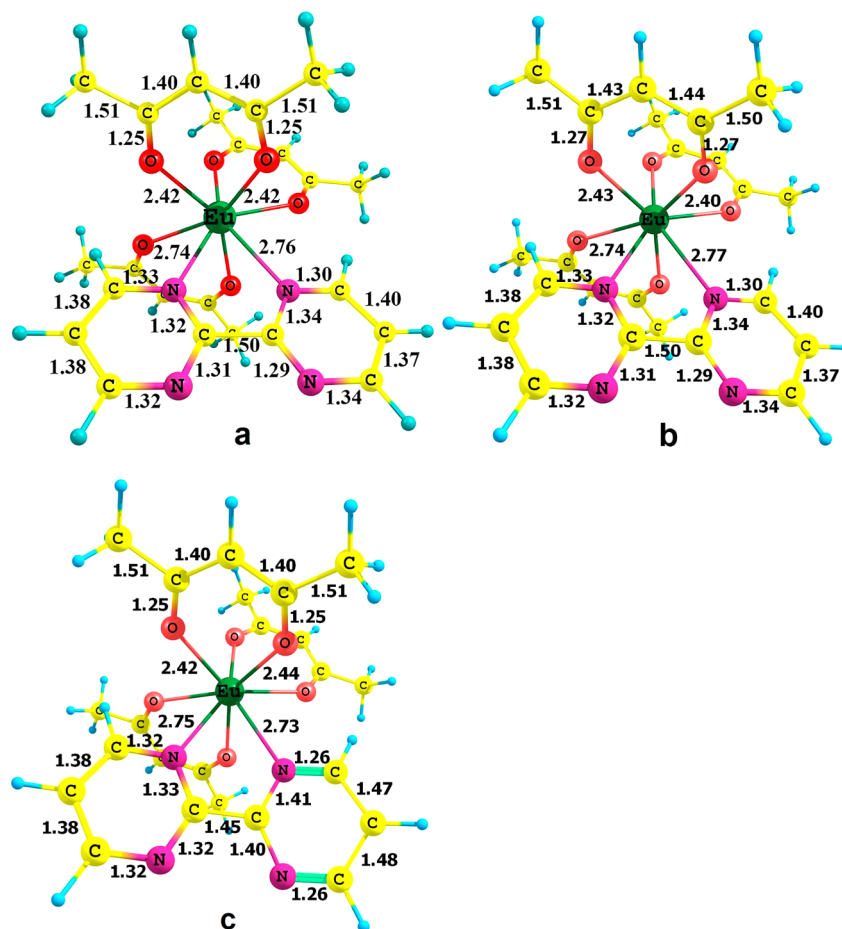 1.40 1.40
C C C
1.51 C C 1.51
1.25 C 1.25 C
O O O C C
2.42 2.42 O
Eu
O 2.74 2.76
C C 1.33 N O N 1.30
1.38 1.32 1.34 1.40
C C C 1.50 C C
1.38 1.31 1.29 1.37
C N N C
1.32 1.34
a
C 1.43 C 1.44 C
1.51 C C 1.50
1.27 C 1.27 C
O O O C C
2.43 2.40 O
Eu
O 2.74 2.77
C C 1.33 N O N 1.30 C
1.38 1.32 1.34 1.40
C C 1.50 C C
1.38 1.31 1.29 1.37
C N N C
1.32 1.34
b
C 1.40 C 1.40 C
1.51 C C 1.51
1.25 C 1.25
O O C O C
2.42 2.44 C C
Eu O
O 2.75 2.73
C C 1.32 N O N 1.26 C
1.38 1.33 1.41 1.47
C C C C
1.38 1.45 1.48
C N 1.32 1.40 N C
1.32 1.26
c